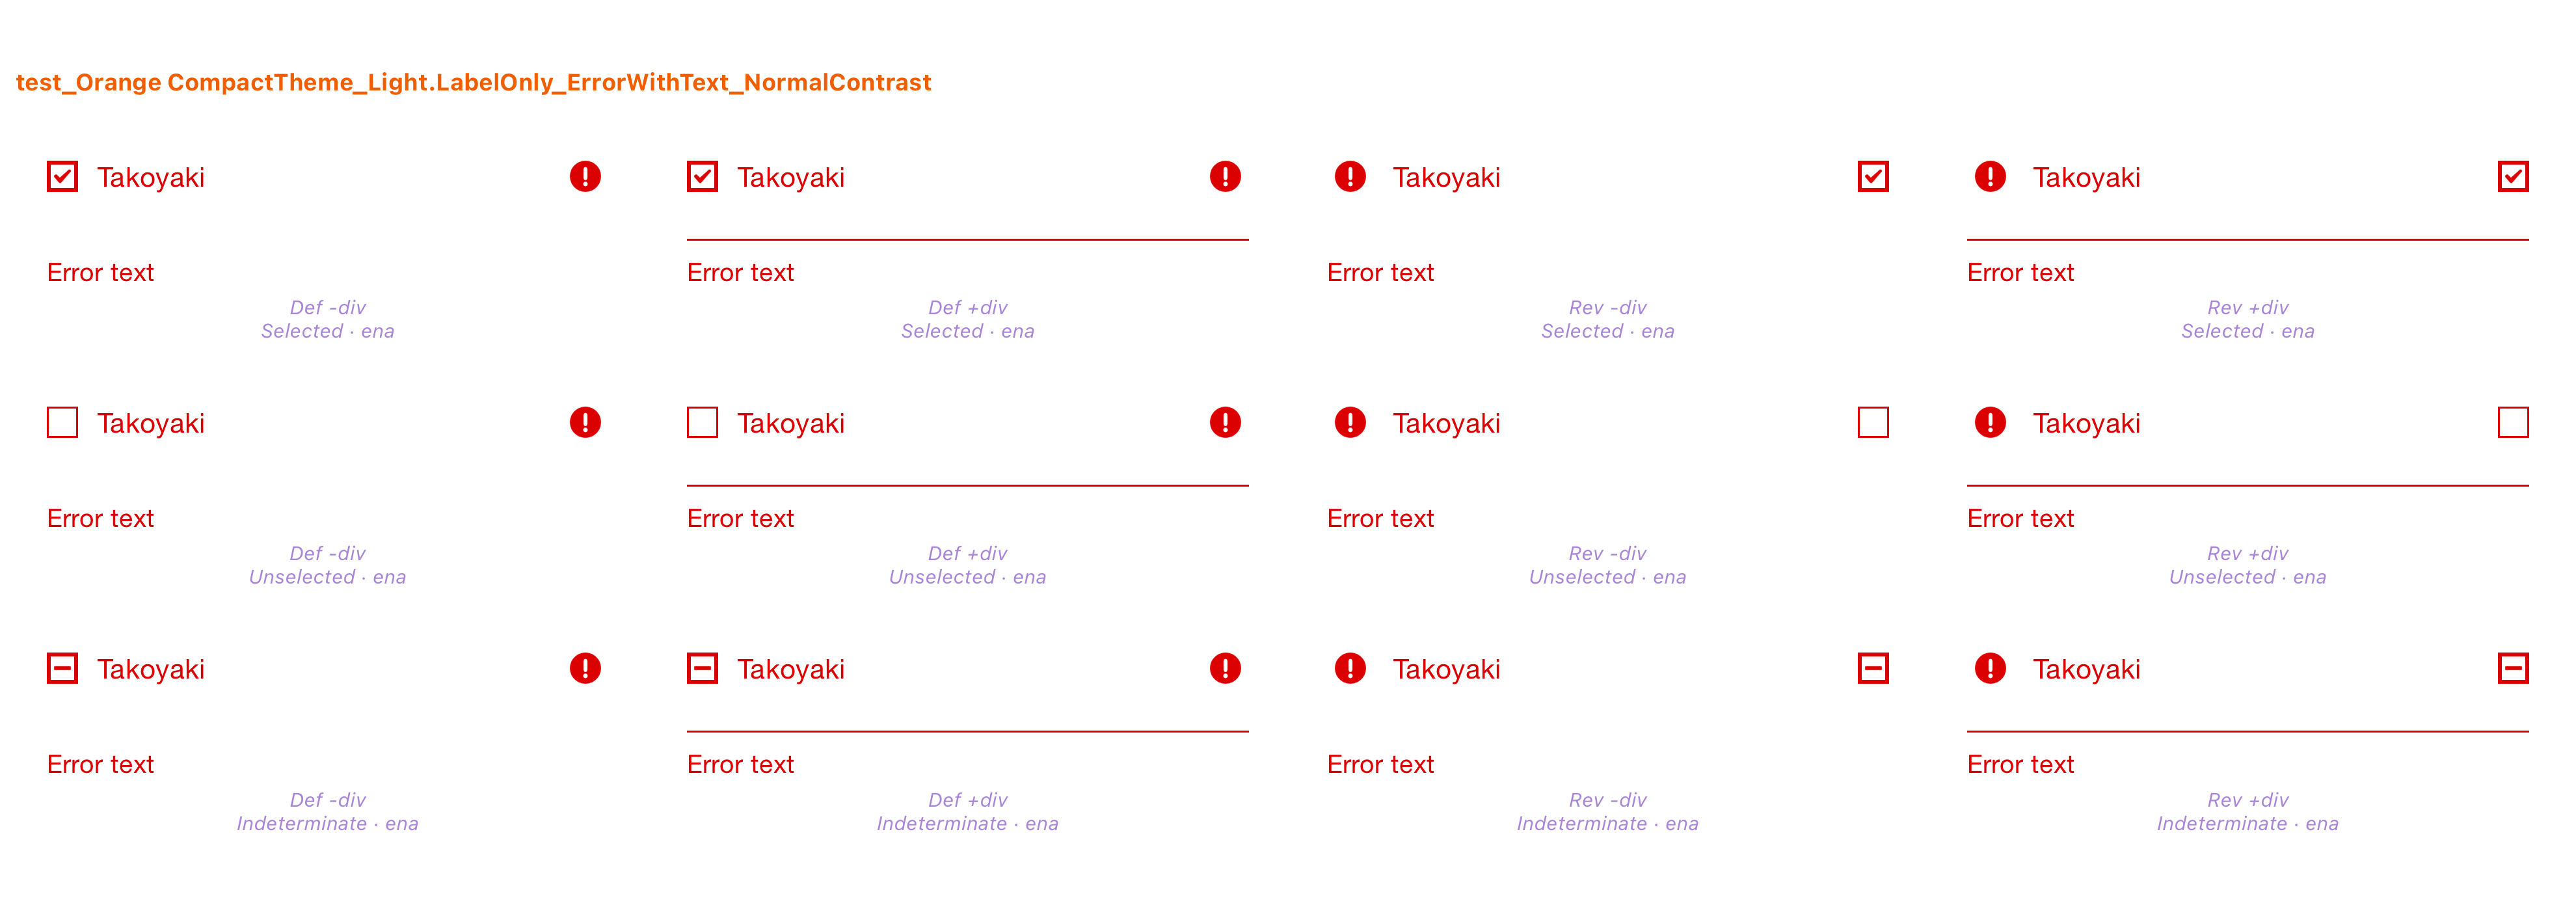 test_Orange CompactTheme_Light.LabelOnly_ErrorWithText_NormalContrast
Takoyaki
Takoyaki
Takoyaki
Takoyaki
Error text
Error text
Error text
Error text
Def -div
Selected · ena
Def +div
Selected · ena
Rev -div
Selected · ena
Rev +div
Selected · ena
Takoyaki
Takoyaki
Takoyaki
Takoyaki
Error text
Error text
Error text
Error text
Def -div
Unselected · ena
Def +div
Unselected · ena
Rev -div
Unselected · ena
Rev +div
Unselected · ena
Takoyaki
Takoyaki
Takoyaki
Takoyaki
Error text
Error text
Error text
Error text
Def -div
Indeterminate · ena
Def +div
Indeterminate · ena
Rev -div
Indeterminate · ena
Rev +div
Indeterminate · ena